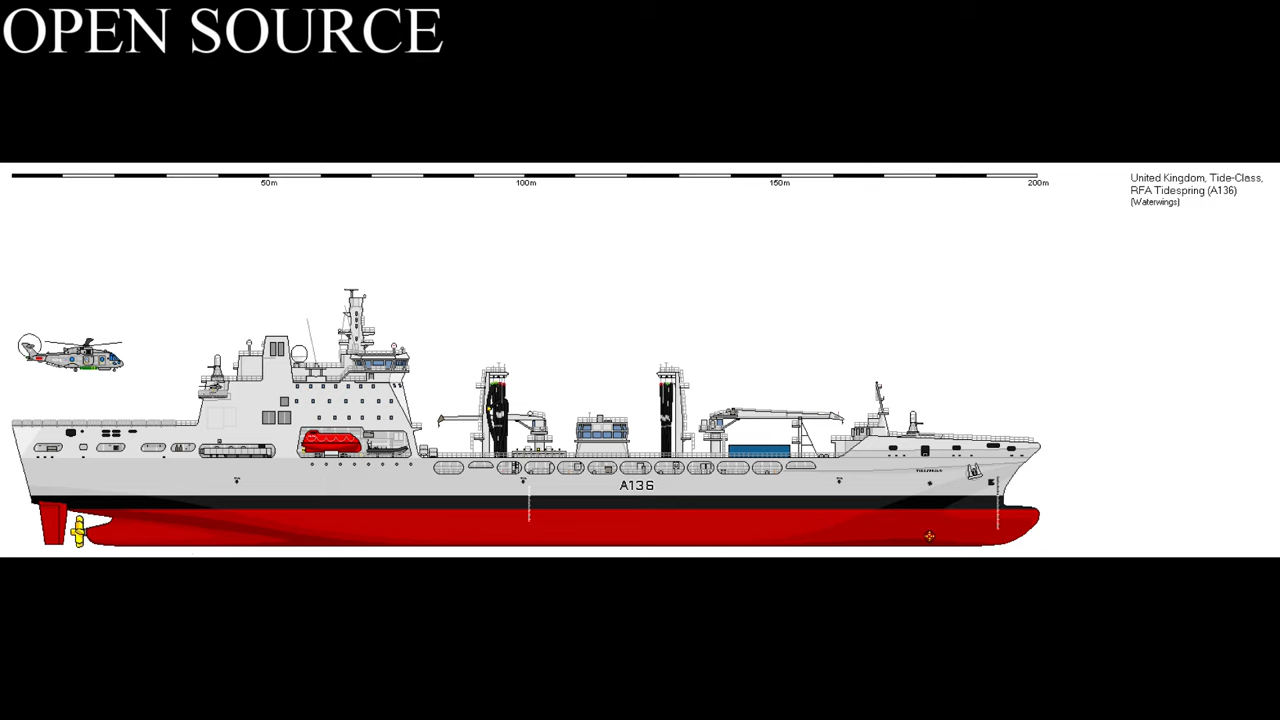 OPEN SOURCE
50m 100m 150m 200m
United Kingdom, Tide-Class,
RFA Tidespring (A136)
(Waterwings)
A136